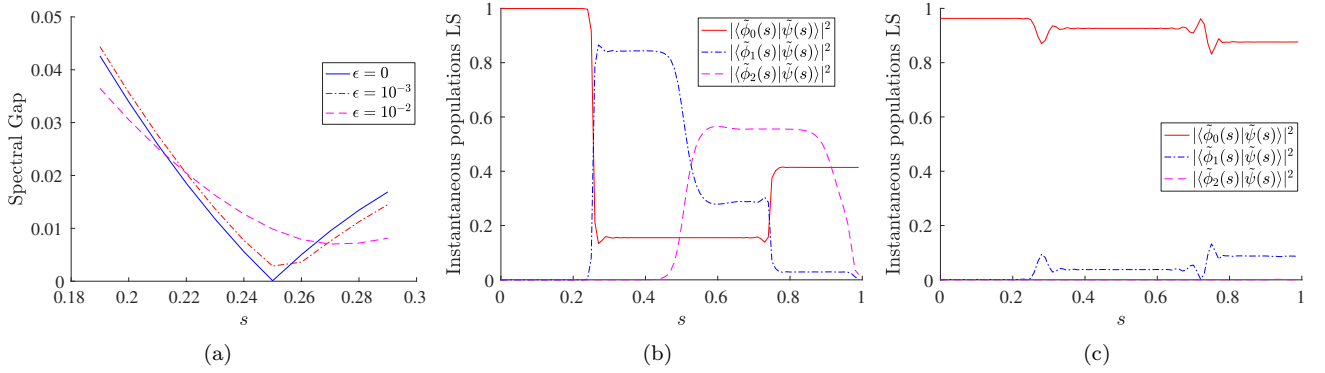 Spectral Gap
0.05
0.04
0.03
0.02
0.01
0
0.18 0.2 0.22 0.24 0.26 0.28 0.3
s
ϵ = 0
ϵ = 10⁻³
ϵ = 10⁻²
(a)
Instantaneous populations LS
1
0.8
0.6
0.4
0.2
0
0 0.2 0.4 0.6 0.8 1
s
|⟨ϕ̃₀(s)|ψ̃(s)⟩|²
|⟨ϕ̃₁(s)|ψ̃(s)⟩|²
|⟨ϕ̃₂(s)|ψ̃(s)⟩|²
(b)
Instantaneous populations LS
1
0.8
0.6
0.4
0.2
0
0 0.2 0.4 0.6 0.8 1
s
|⟨ϕ̃₀(s)|ψ̃(s)⟩|²
|⟨ϕ̃₁(s)|ψ̃(s)⟩|²
|⟨ϕ̃₂(s)|ψ̃(s)⟩|²
(c)